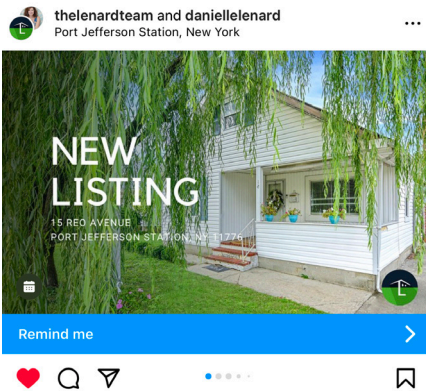 thelenardteam and daniellelenard
Port Jefferson Station, New York
NEW
LISTING
15 REO AVENUE
PORT JEFFERSON STATION, NY 11776
Remind me